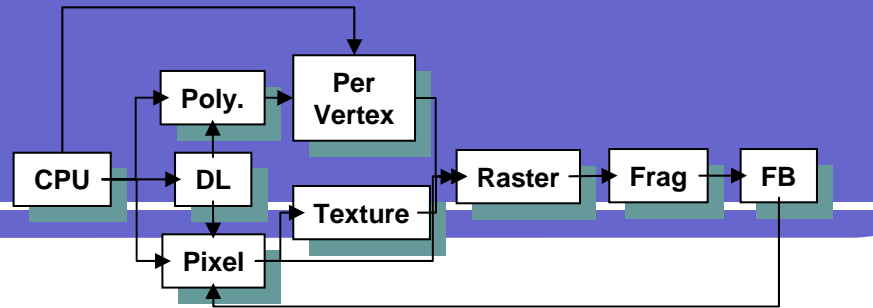 Per
Vertex
Poly.
CPU
DL
Raster
Frag
FB
Texture
Pixel